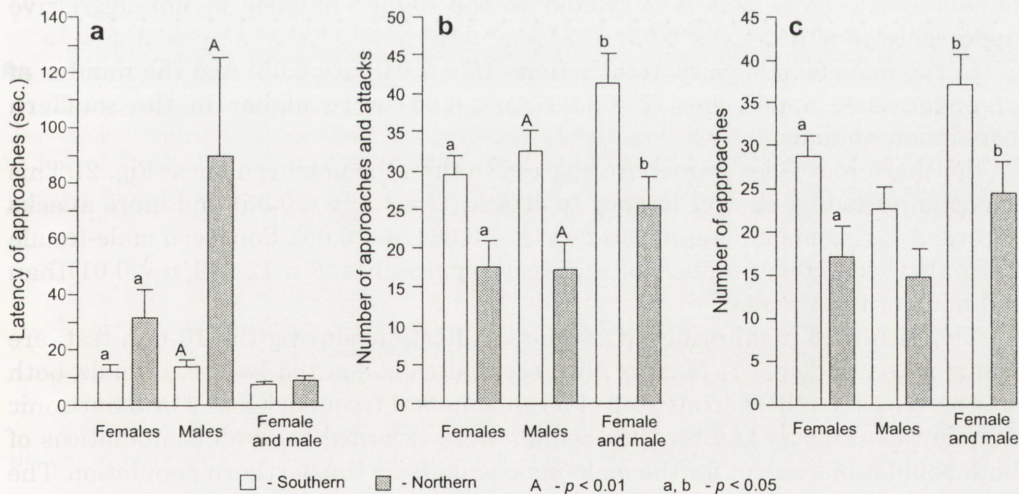 a
Latency of approaches (sec.)
140
120
100
80
60
40
20
0
a
a
A
A
Females
Males
Female
and male
b
Number of approaches and attacks
50
45
40
35
30
25
20
15
10
5
0
a
a
A
A
b
b
Females
Males
Female
and male
c
Number of approaches
45
40
35
30
25
20
15
10
5
0
a
a
b
b
Females
Males
Female
and male
- Southern
- Northern
A - p < 0.01
a, b - p < 0.05